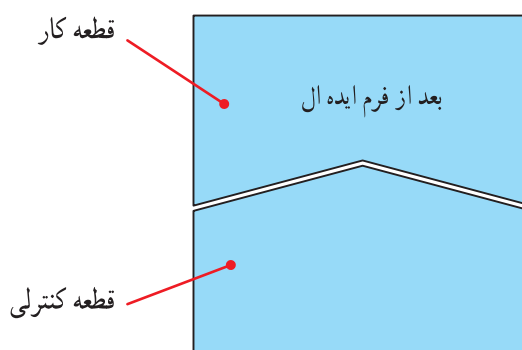 قطعه کار
بعد از فرم ایده ال
قطعه کنترلی